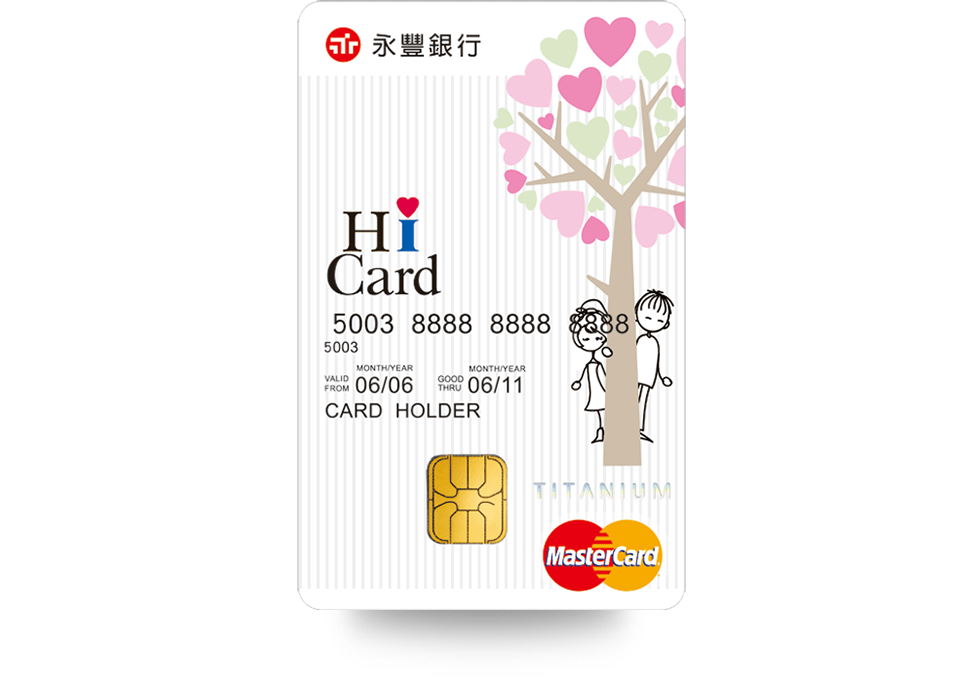 永豐銀行
Hi
Card
5003 8888 8888 8888
5003
MONTH/YEAR MONTH/YEAR
VALID FROM 06/06 GOOD THRU 06/11
CARD HOLDER
TITANIUM
MasterCard